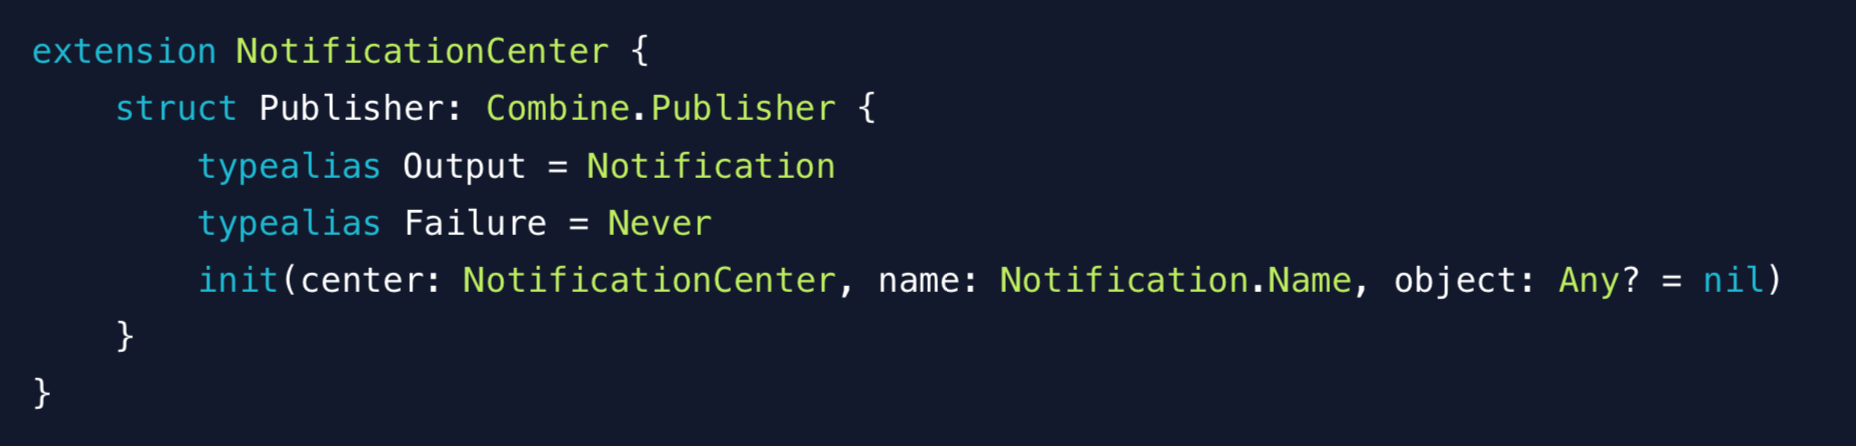 extension NotificationCenter {
    struct Publisher: Combine.Publisher {
        typealias Output = Notification
        typealias Failure = Never
        init(center: NotificationCenter, name: Notification.Name, object: Any? = nil)
    }
}